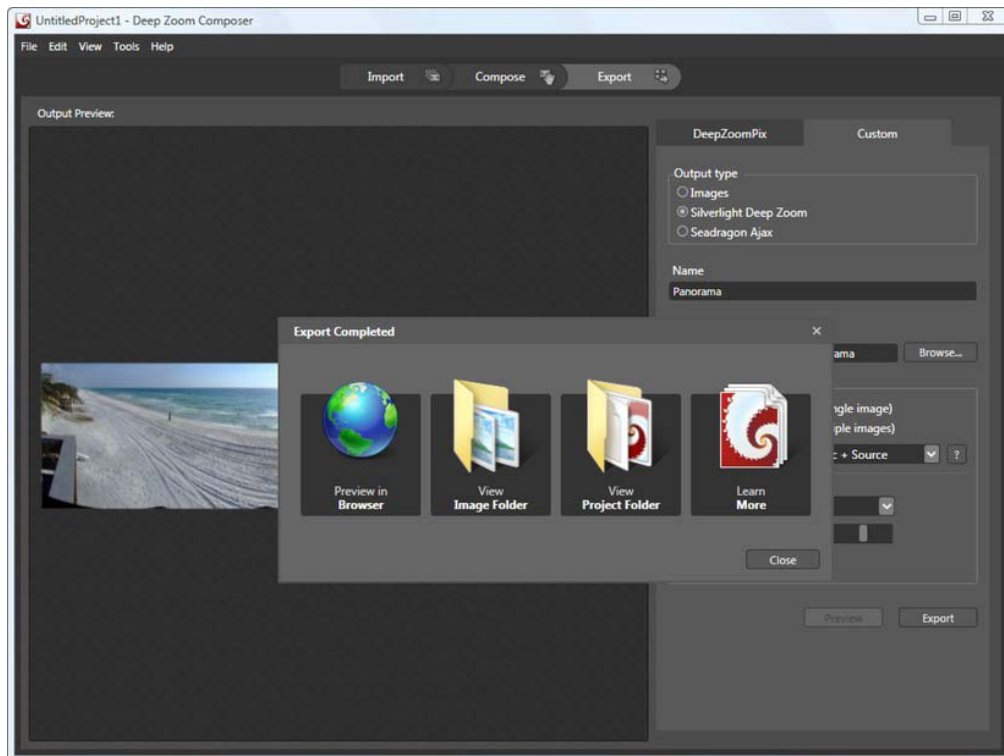 UntitledProject1 - Deep Zoom Composer
File Edit View Tools Help
Import Compose Export
Output Preview:
DeepZoomPix Custom
Output type
Images
Silverlight Deep Zoom
Seadragon Ajax
Name
Panorama
Export Completed
ama Browse...
ngle image)
ple images)
+ Source ?
Preview in
Browser
View
Image Folder
View
Project Folder
Learn
More
Close
Preview Export